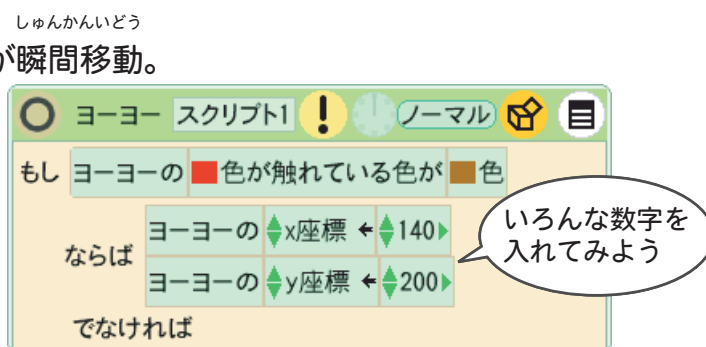 しゅんかんいどう
が瞬間移動。
ヨーヨー スクリプト1 ! ノーマル
もし ヨーヨーの 色が触れている色が 色
ヨーヨーの x座標 ← 140
ならば
ヨーヨーの y座標 ← 200
でなければ
いろんな数字を
入れてみよう